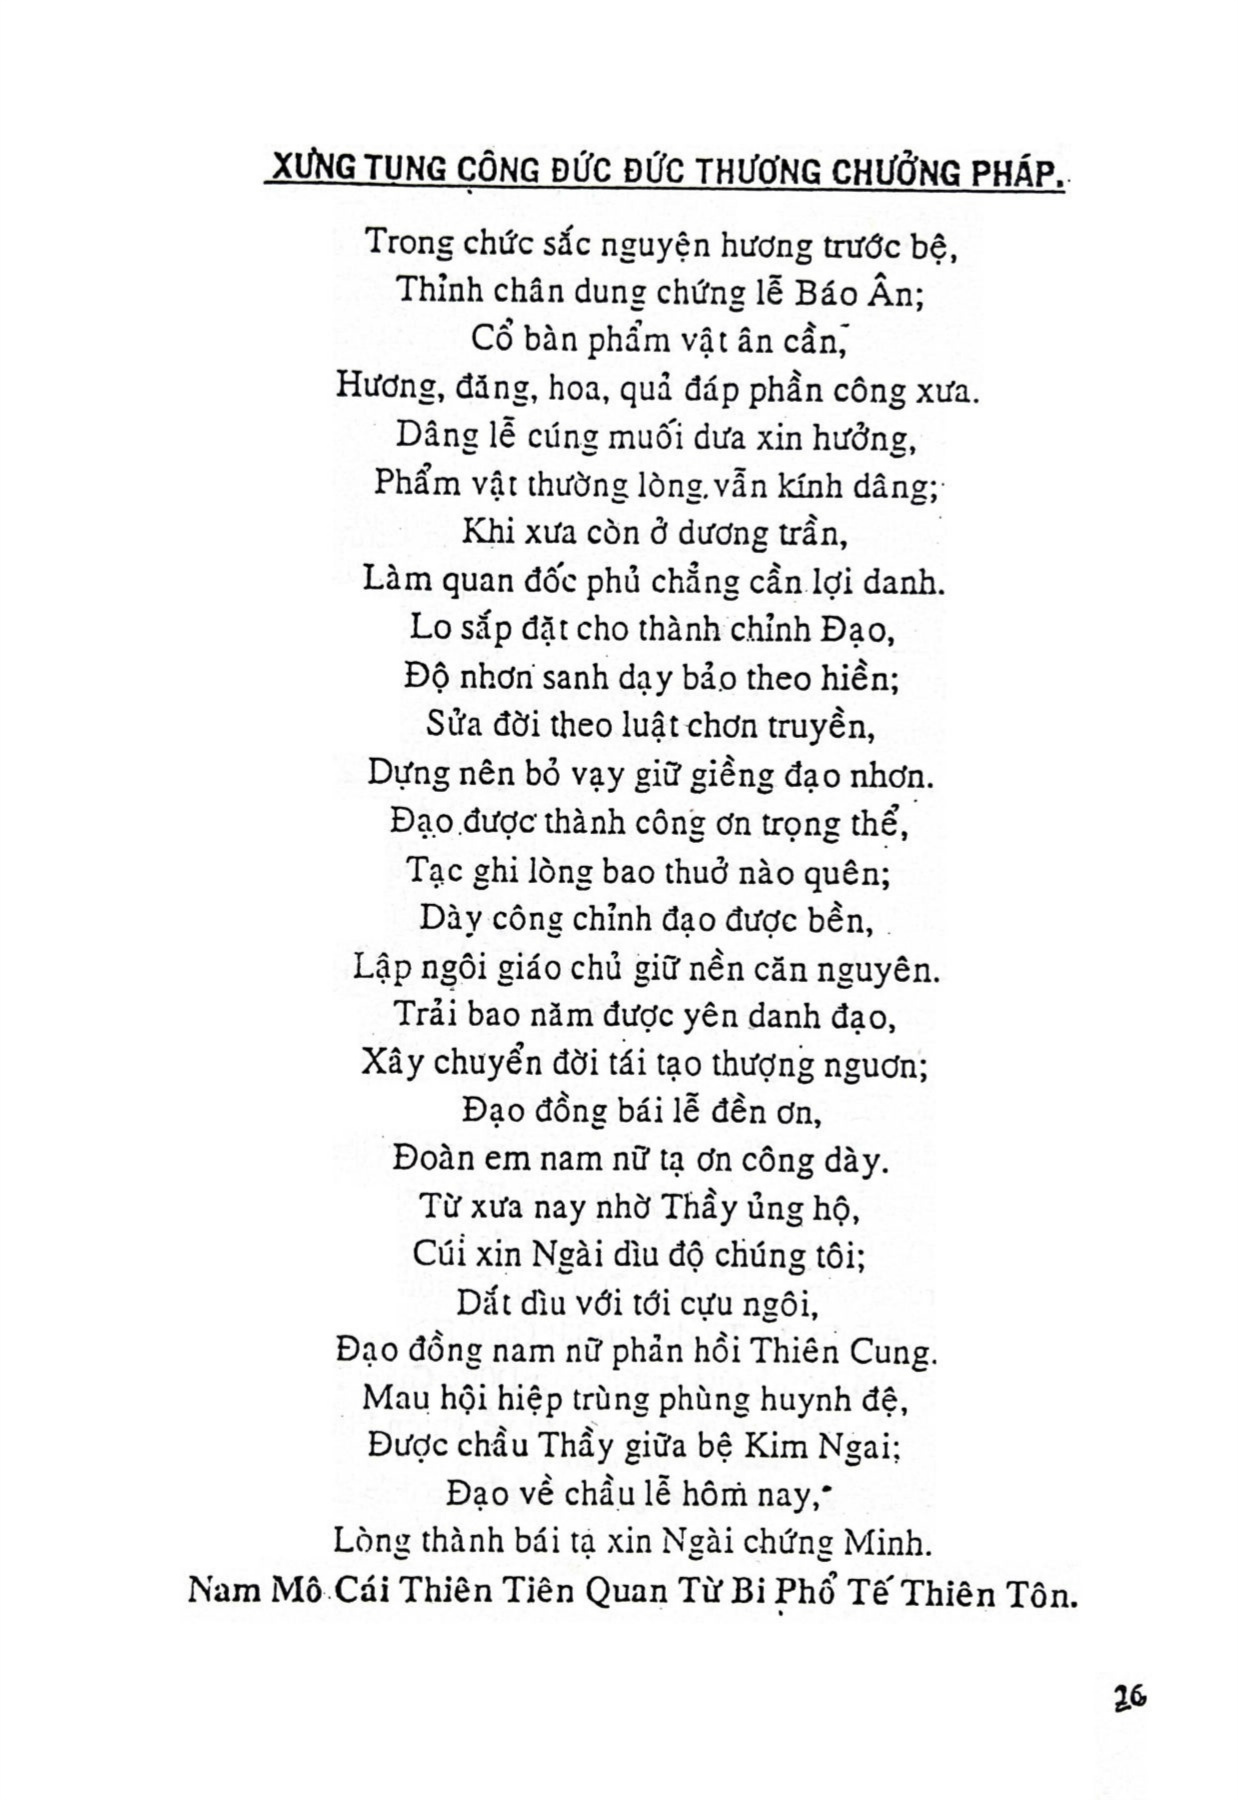 XƯNG TỤNG CÔNG ĐỨC ĐỨC THƯƠNG CHƯỞNG PHÁP.
Trong chức sắc nguyện hương trước bệ,
Thỉnh chân dung chứng lễ Báo Ân;
Cổ bàn phẩm vật ân cần,
Hương, đăng, hoa, quả đáp phần công xưa.
Dâng lễ cúng muối dưa xin hưởng,
Phẩm vật thường lòng vẫn kính dâng;
Khi xưa còn ở dương trần,
Làm quan đốc phủ chẳng cần lợi danh.
Lo sắp đặt cho thành chỉnh Đạo,
Độ nhơn sanh dạy bảo theo hiền;
Sửa đời theo luật chơn truyền,
Dựng nên bỏ vạy giữ giềng đạo nhơn.
Đạo được thành công ơn trọng thể,
Tạc ghi lòng bao thuở nào quên;
Dày công chỉnh đạo được bền,
Lập ngôi giáo chủ giữ nền căn nguyên.
Trải bao năm được yên danh đạo,
Xây chuyển đời tái tạo thượng nguơn;
Đạo đồng bái lễ đền ơn,
Đoàn em nam nữ tạ ơn công dày.
Từ xưa nay nhờ Thầy ủng hộ,
Cúi xin Ngài dìu độ chúng tôi;
Dắt dìu với tới cựu ngôi,
Đạo đồng nam nữ phản hồi Thiên Cung.
Mau hội hiệp trùng phùng huynh đệ,
Được chầu Thầy giữa bệ Kim Ngai;
Đạo về chầu lễ hôm nay,
Lòng thành bái tạ xin Ngài chứng Minh.
Nam Mô Cái Thiên Tiên Quan Từ Bi Phổ Tế Thiên Tôn.
26